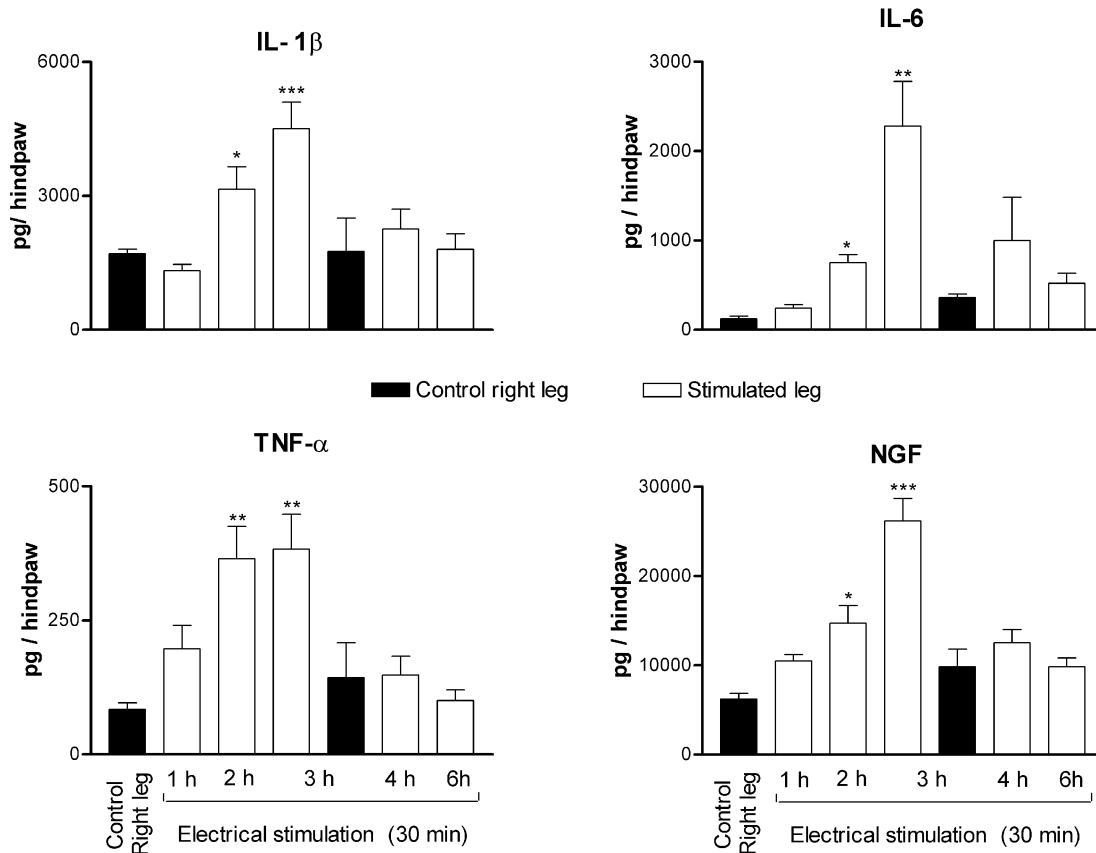 IL- 1β
6000
3000
0
pg/ hindpaw
*
***
IL-6
3000
2000
1000
0
pg / hindpaw
*
**
Control right leg
Stimulated leg
TNF-α
500
250
0
pg / hindpaw
**
**
Control
Right leg
1 h 2 h 3 h 4 h 6h
Electrical stimulation (30 min)
NGF
30000
20000
10000
0
pg / hindpaw
*
***
Control
Right leg
1 h 2 h 3 h 4 h 6h
Electrical stimulation (30 min)